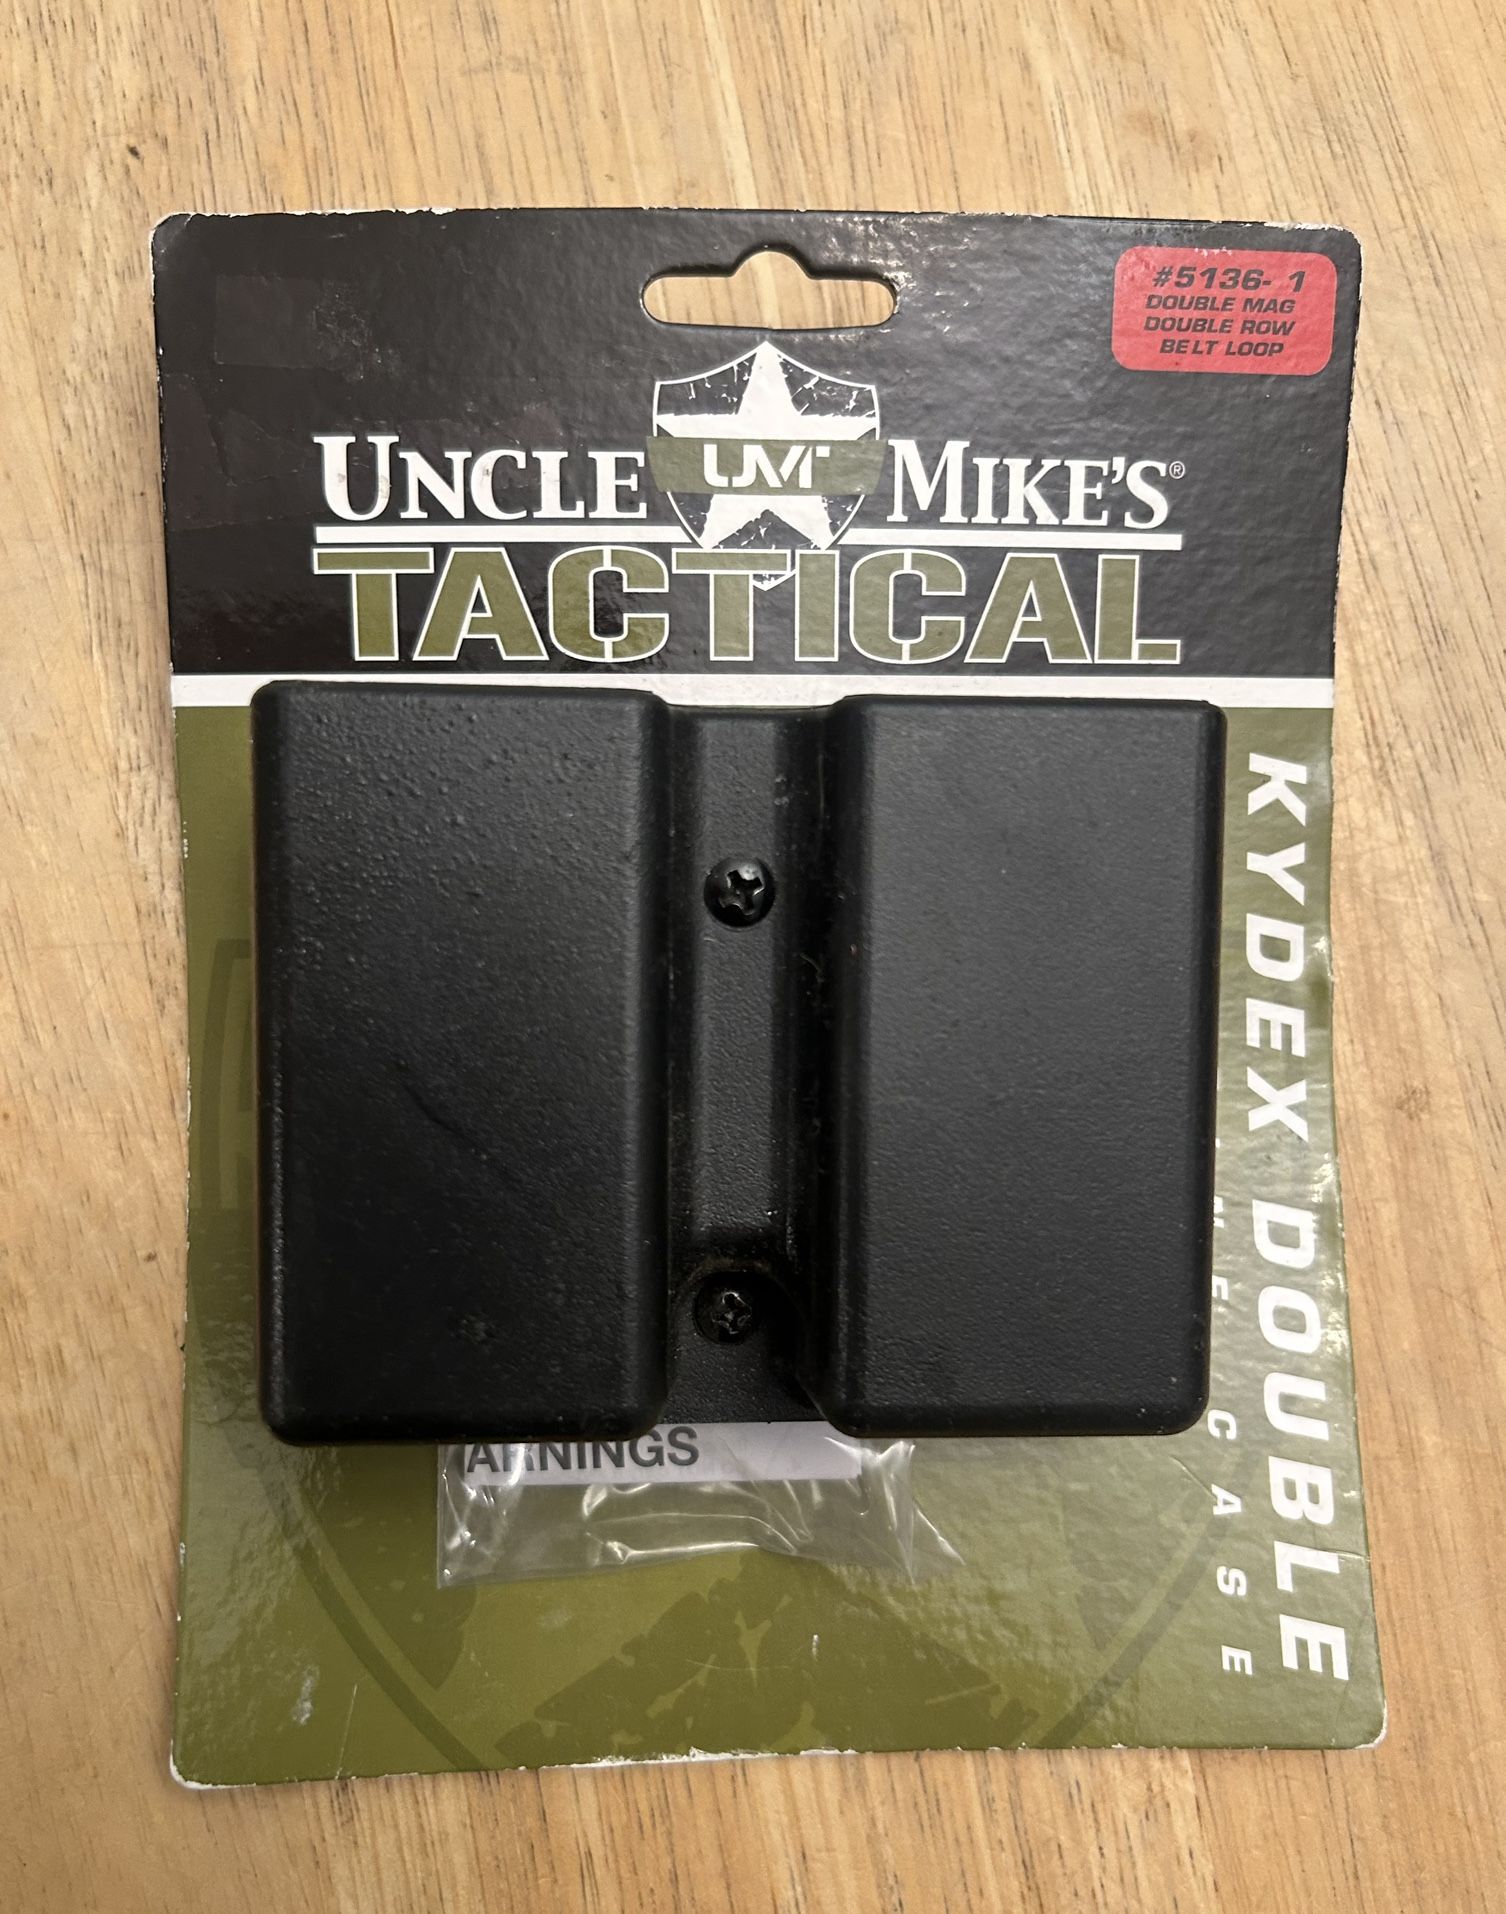 #5136- 1
DOUBLE MAG
DOUBLE ROW
BELT LOOP
UNCLE MIKE'S®
UMT
TACTICAL
KYDEX DOUBLE
CASE
ARNINGS